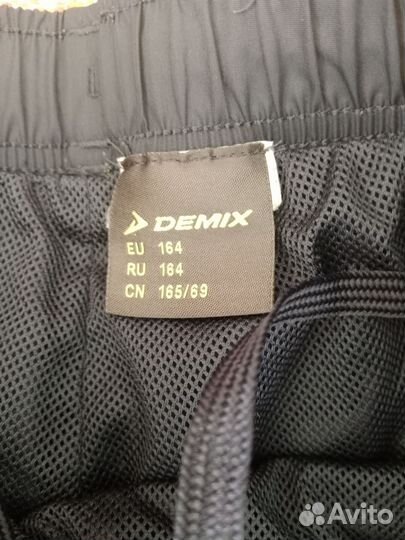 DEMIX
EU 164
RU 164
CN 165/69
Avito